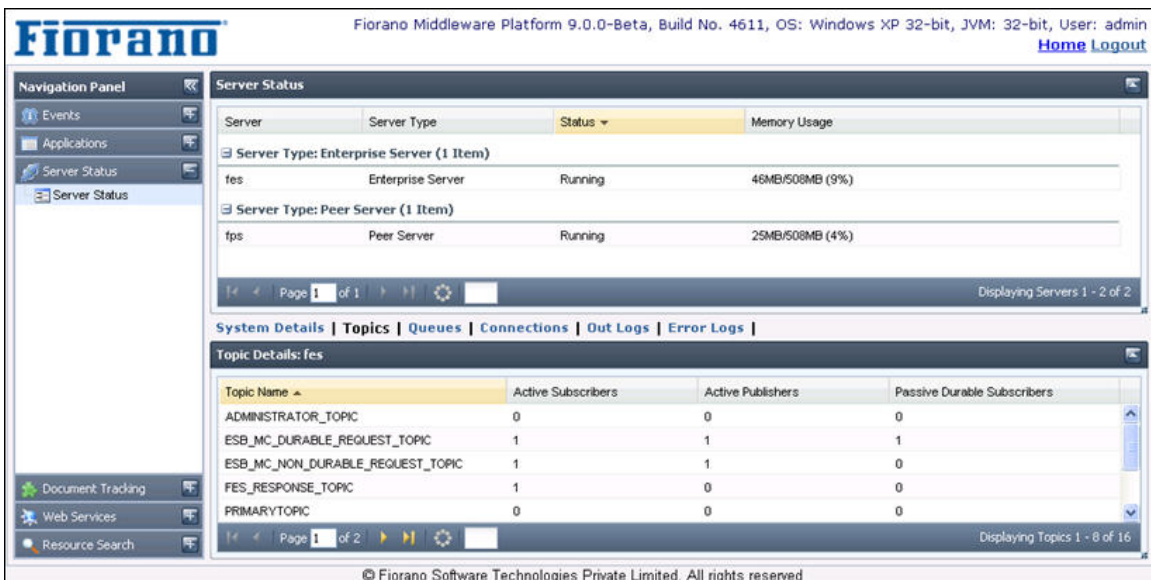 Fiorano
Fiorano Middleware Platform 9.0.0-Beta, Build No. 4611, OS: Windows XP 32-bit, JVM: 32-bit, User: admin
Home Logout
Navigation Panel
Events
Applications
Server Status
Server Status
Document Tracking
Web Services
Resource Search
Server Status
Server Server Type Status Memory Usage
Server Type: Enterprise Server (1 Item)
fes Enterprise Server Running 46MB/508MB (9%)
Server Type: Peer Server (1 Item)
fps Peer Server Running 25MB/508MB (4%)
Page 1 of 1 Displaying Servers 1 - 2 of 2
System Details | Topics | Queues | Connections | Out Logs | Error Logs |
Topic Details: fes
Topic Name Active Subscribers Active Publishers Passive Durable Subscribers
ADMINISTRATOR_TOPIC 0 0 0
ESB_MC_DURABLE_REQUEST_TOPIC 1 1 1
ESB_MC_NON_DURABLE_REQUEST_TOPIC 1 1 0
FES_RESPONSE_TOPIC 1 0 0
PRIMARYTOPIC 0 0 0
Page 1 of 2 Displaying Topics 1 - 8 of 16
© Fiorano Software Technologies Private Limited. All rights reserved